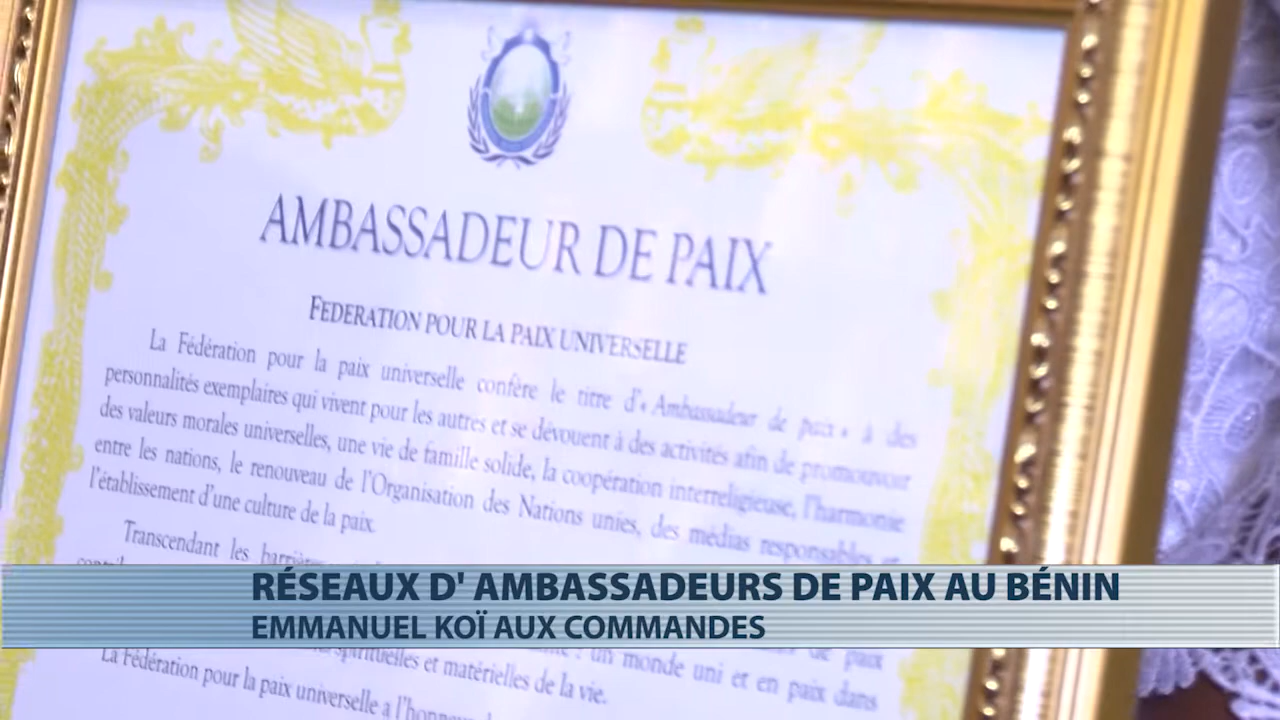 AMBASSADEUR DE PAIX
FEDERATION POUR LA PAIX UNIVERSELLE
La Fédération pour la paix universelle confère le titre d'« Ambassadeur de paix » à des
personnalités exemplaires qui vivent pour les autres et se dévouent à des activités afin de promouvoir
des valeurs morales universelles, une vie de famille solide, la coopération interreligieuse, l'harmonie
entre les nations, le renouveau de l'Organisation des Nations unies, des médias responsables et
l'établissement d'une culture de la paix.
Transcendant les
RÉSEAUX D' AMBASSADEURS DE PAIX AU BÉNIN
EMMANUEL KOÏ AUX COMMANDES
un monde uni et en paix dans
spirituelles et matérielles de la vie.
La Fédération pour la paix universelle a